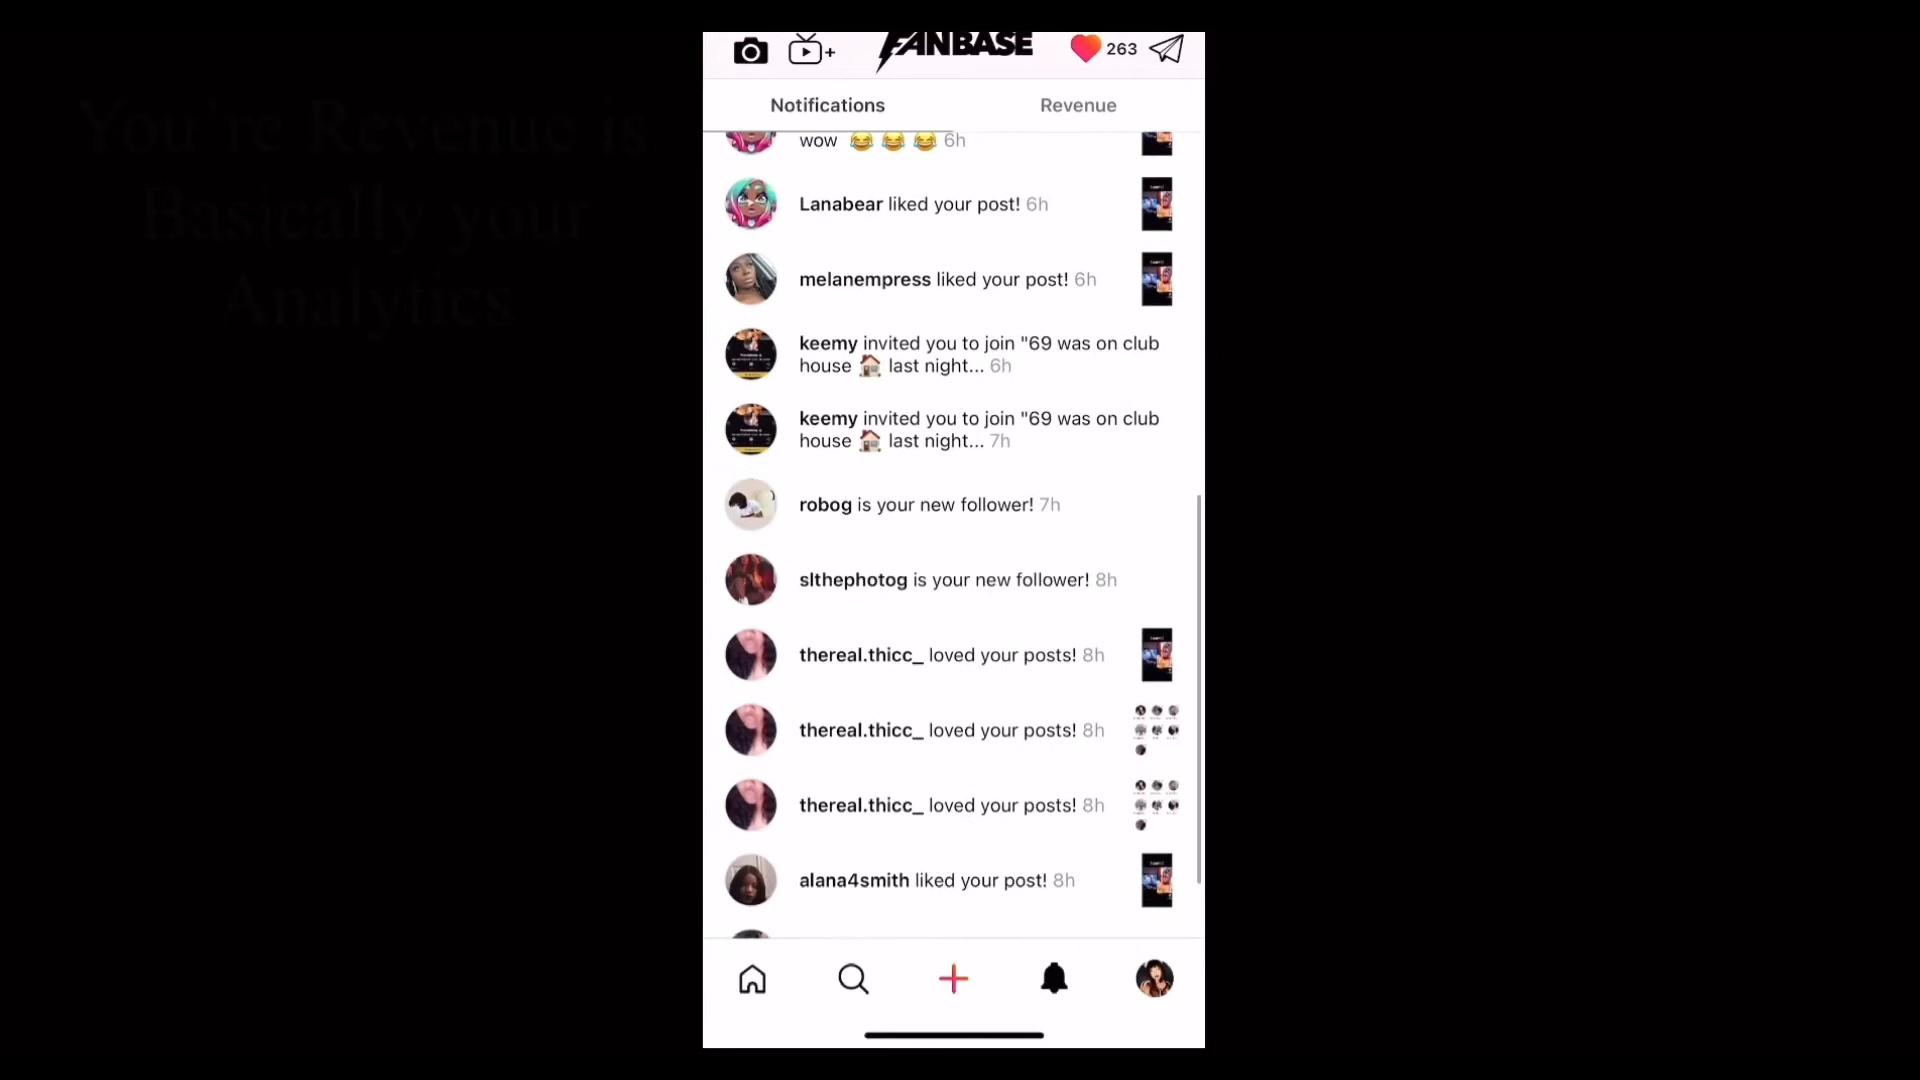 You're Revenue is
Basically your
Analytics
FANBASE
263
Notifications
Revenue
wow 😂 😂 😂 6h
Lanabear liked your post! 6h
melanempress liked your post! 6h
keemy invited you to join "69 was on club
house 🏠 last night... 6h
keemy invited you to join "69 was on club
house 🏠 last night... 7h
robog is your new follower! 7h
slthephotog is your new follower! 8h
thereal.thicc_ loved your posts! 8h
thereal.thicc_ loved your posts! 8h
thereal.thicc_ loved your posts! 8h
alana4smith liked your post! 8h